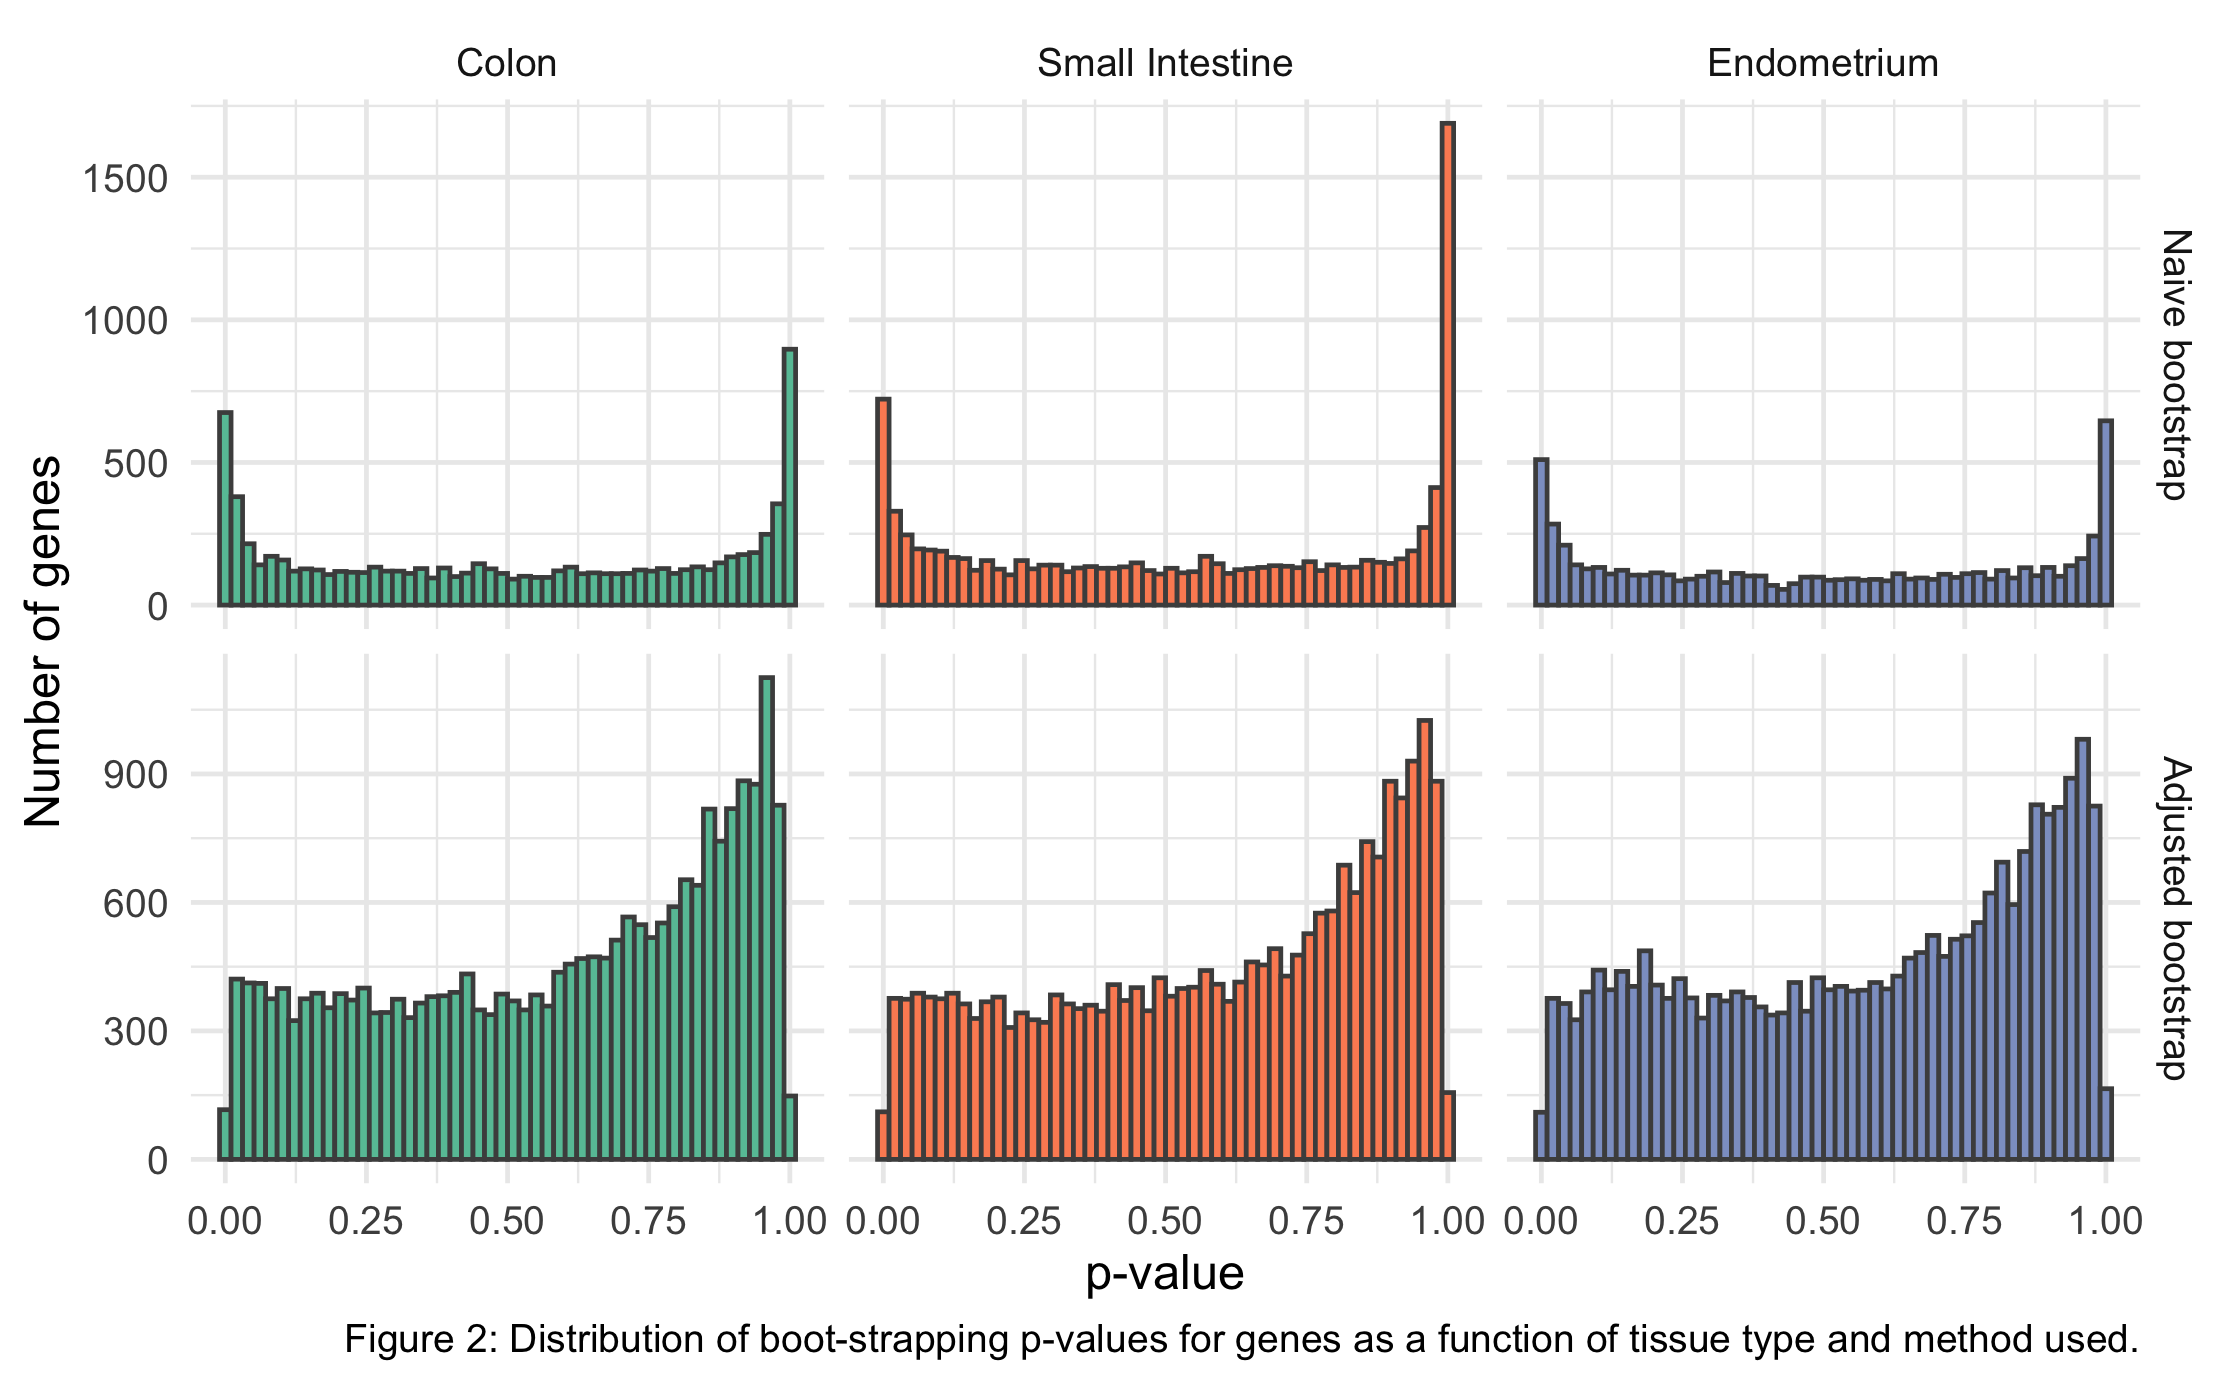 Colon
Small Intestine
Endometrium
Number of genes
1500
1000
500
0
Naive bootstrap
900
600
300
0
Adjusted bootstrap
0.00 0.25 0.50 0.75 1.00 0.00 0.25 0.50 0.75 1.00 0.00 0.25 0.50 0.75 1.00
p-value
Figure 2: Distribution of boot-strapping p-values for genes as a function of tissue type and method used.